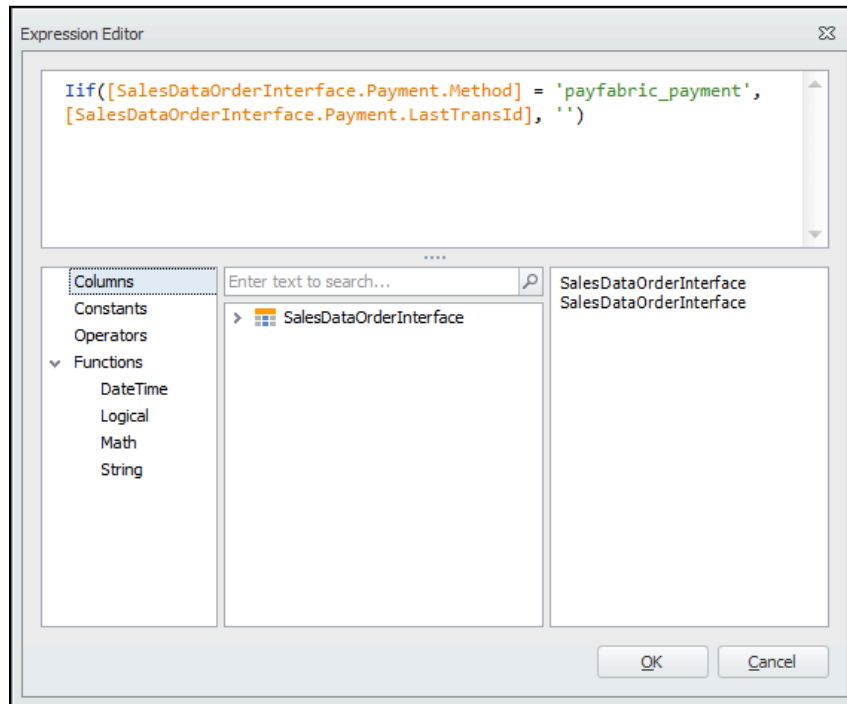 Expression Editor
Iif([SalesDataOrderInterface.Payment.Method] = 'payfabric_payment',
[SalesDataOrderInterface.Payment.LastTransId], '')
Columns
Constants
Operators
Functions
DateTime
Logical
Math
String
Enter text to search...
SalesDataOrderInterface
SalesDataOrderInterface
SalesDataOrderInterface
OK
Cancel